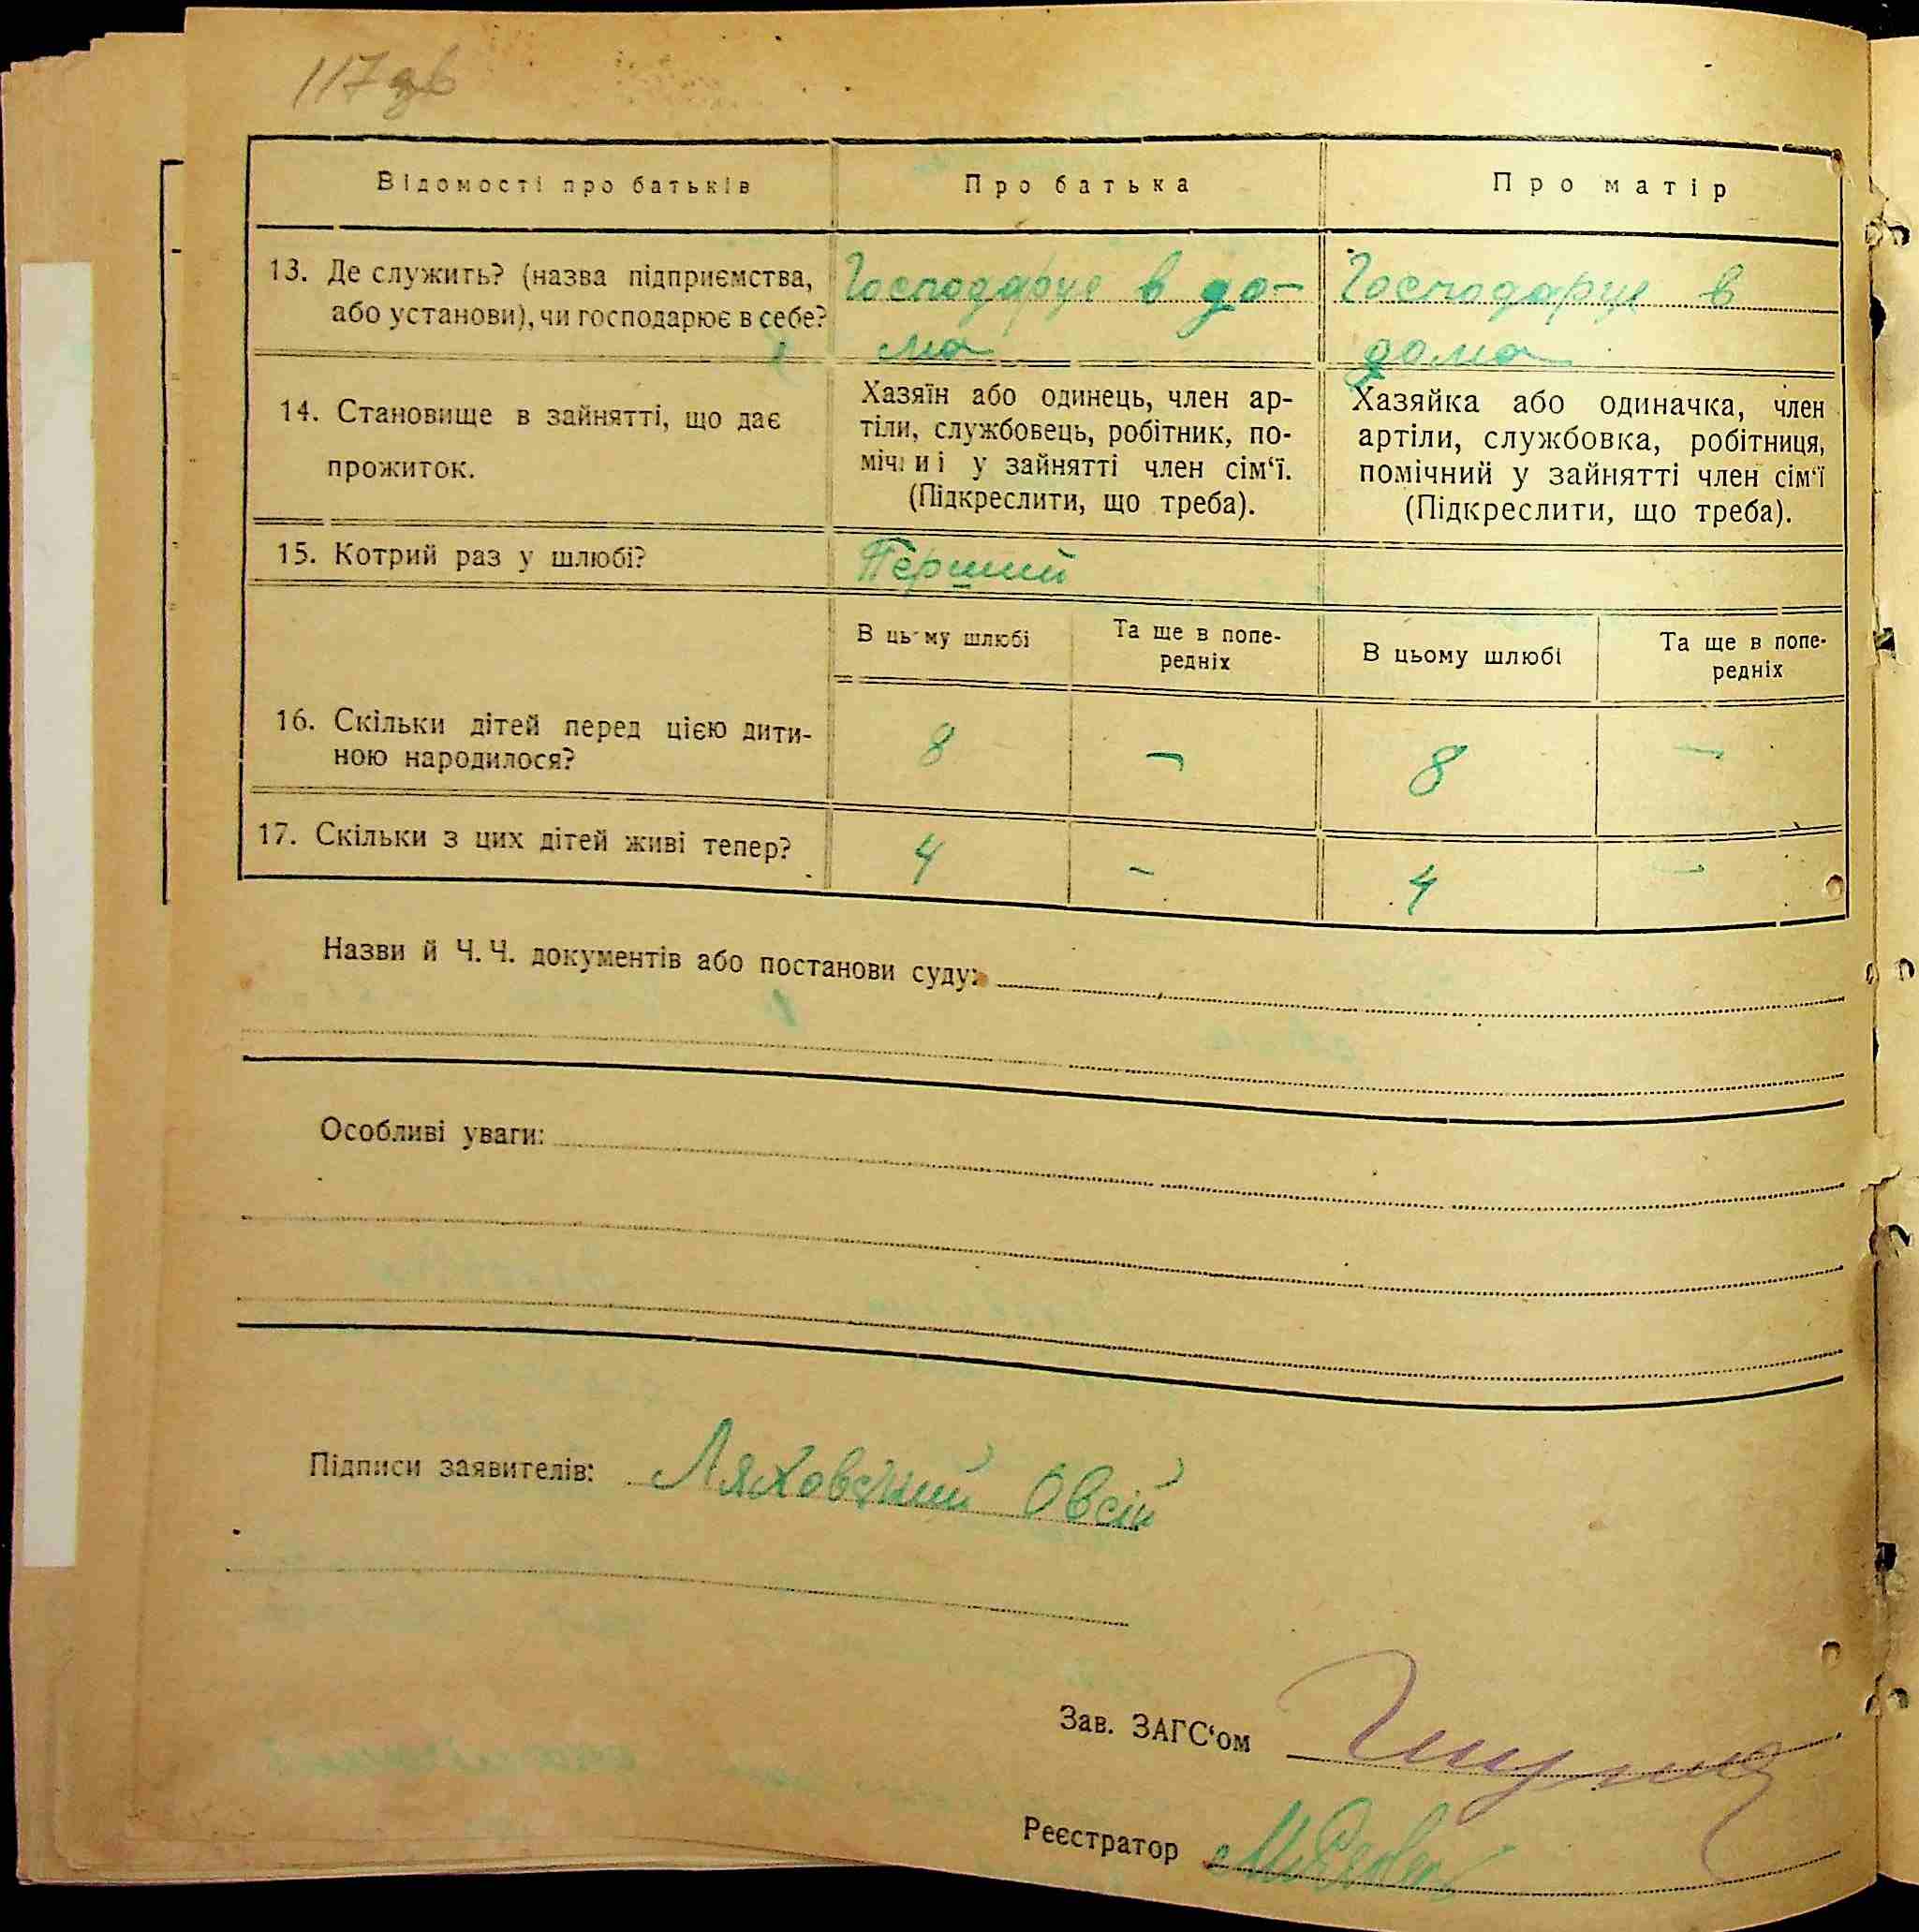 117 зв
Відомості про батьків
Про батька
Про матір
13. Де служить? (назва підприємства,
або установи), чи господарює в себе?
Господарує в до-
ма
Господарує в
дома
14. Становище в зайнятті, що дає
прожиток.
Хазяїн або одинець, член ар-
тіли, службовець, робітник, по-
мічниі у зайнятті член сім‘ї.
(Підкреслити, що треба).
Хазяйка або одиначка, член
артіли, службовка, робітниця,
помічний у зайнятті член сім‘ї
(Підкреслити, що треба).
15. Котрий раз у шлюбі?
Перший
В цьому шлюбі
Та ще в попе-
редніх
В цьому шлюбі
Та ще в попе-
редніх
16. Скільки дітей перед цією дити-
ною народилося?
8
-
8
-
17. Скільки з цих дітей живі тепер?
4
-
4
-
Назви й Ч. Ч. документів або постанови суду:
Особливі уваги:
Підписи заявителів: Ляховський Овсій
Зав. ЗАГС‘ом
Реєстратор